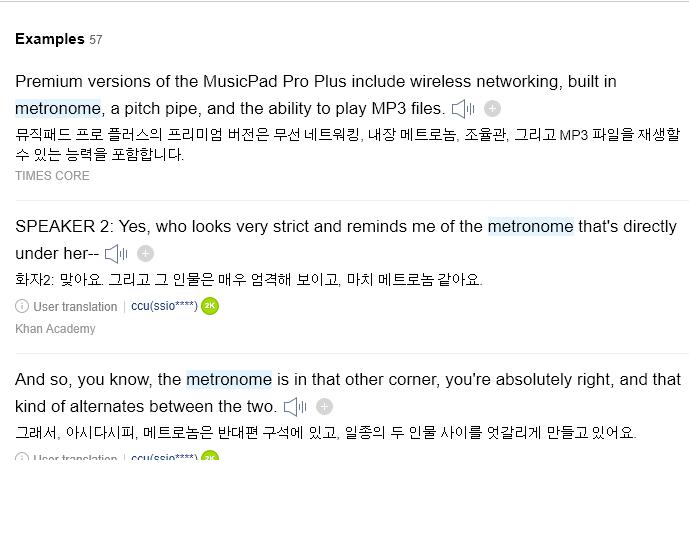 Examples 57
Premium versions of the MusicPad Pro Plus include wireless networking, built in
metronome, a pitch pipe, and the ability to play MP3 files.
뮤직패드 프로 플러스의 프리미엄 버전은 무선 네트워킹, 내장 메트로놈, 조율관, 그리고 MP3 파일을 재생할
수 있는 능력을 포함합니다.
TIMES CORE
SPEAKER 2: Yes, who looks very strict and reminds me of the metronome that's directly
under her--
화자2: 맞아요. 그리고 그 인물은 매우 엄격해 보이고, 마치 메트로놈 같아요.
User translation ccu(ssio****) 2K
Khan Academy
And so, you know, the metronome is in that other corner, you're absolutely right, and that
kind of alternates between the two.
그래서, 아시다시피, 메트로놈은 반대편 구석에 있고, 일종의 두 인물 사이를 엇갈리게 만들고 있어요.
User translation ccu(ssio****) 2K